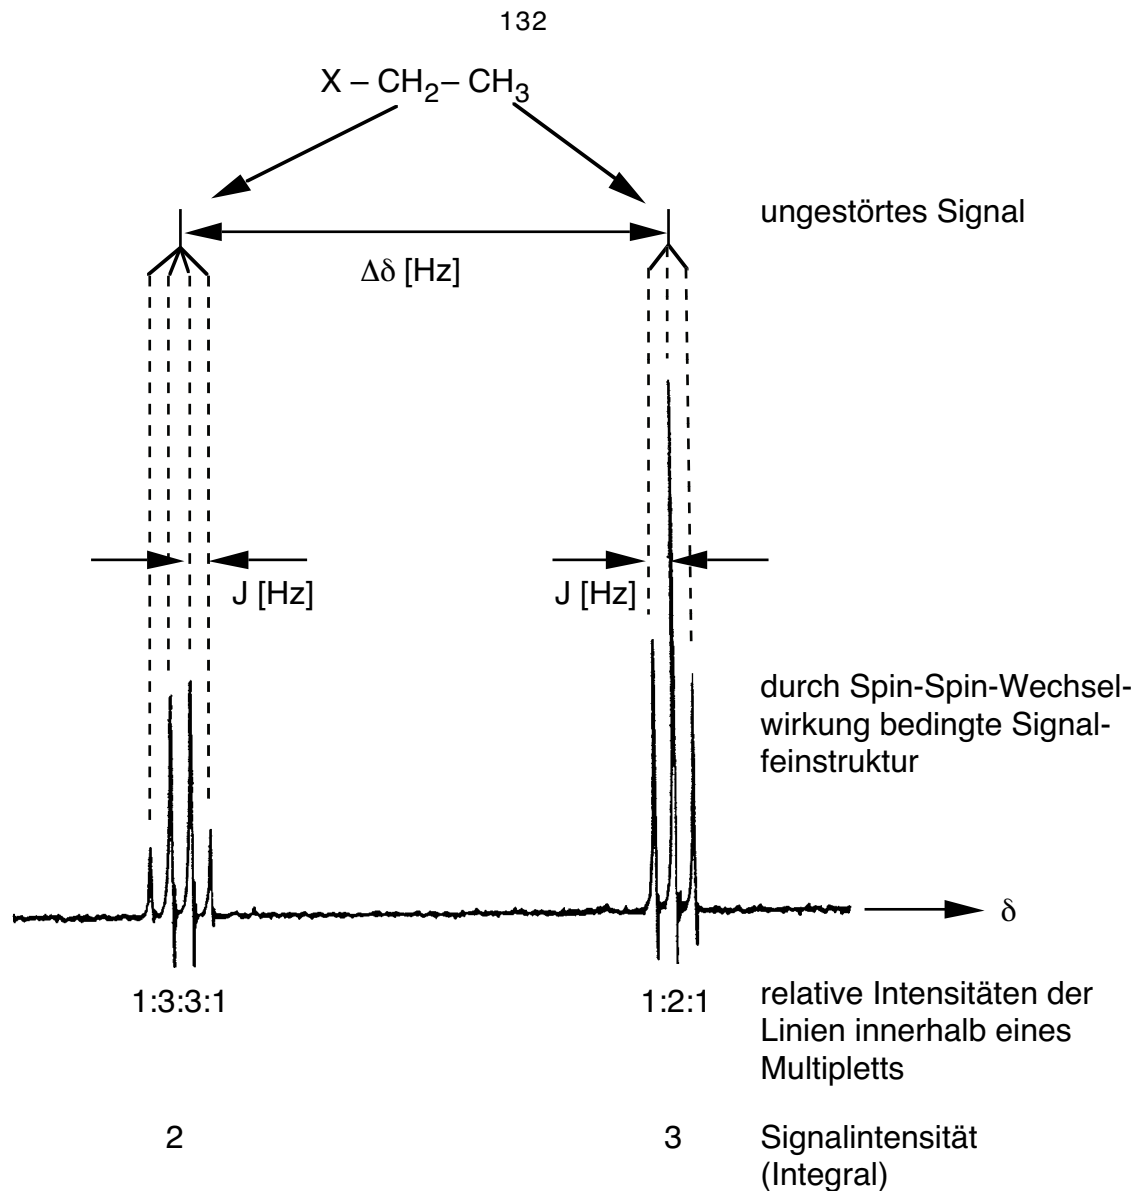 132
X – CH₂– CH₃
ungestörtes Signal
Δδ [Hz]
J [Hz]
J [Hz]
durch Spin-Spin-Wechsel-
wirkung bedingte Signal-
feinstruktur
δ
1:3:3:1
1:2:1
relative Intensitäten der
Linien innerhalb eines
Multipletts
2
3
Signalintensität
(Integral)